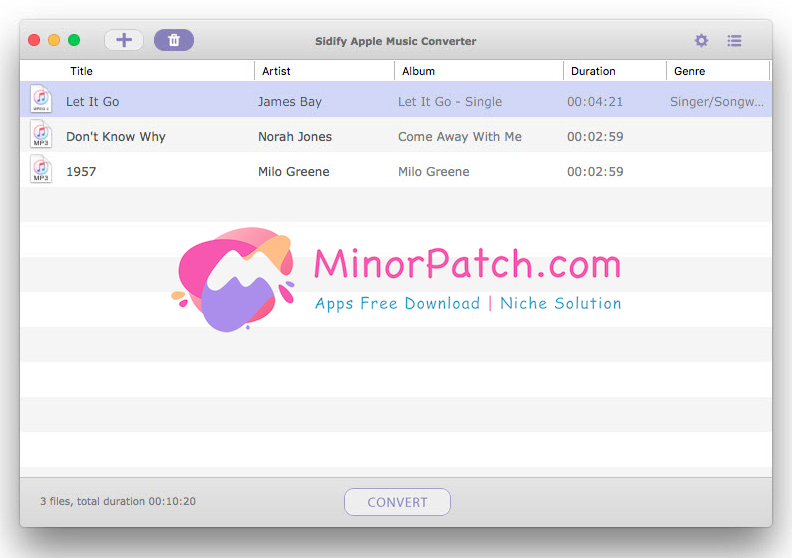 Sidify Apple Music Converter
Title Artist Album Duration Genre
Let It Go James Bay Let It Go - Single 00:04:21 Singer/Songw...
Don't Know Why Norah Jones Come Away With Me 00:02:59
1957 Milo Greene Milo Greene 00:02:59
MinorPatch.com
Apps Free Download | Niche Solution
3 files, total duration 00:10:20
CONVERT